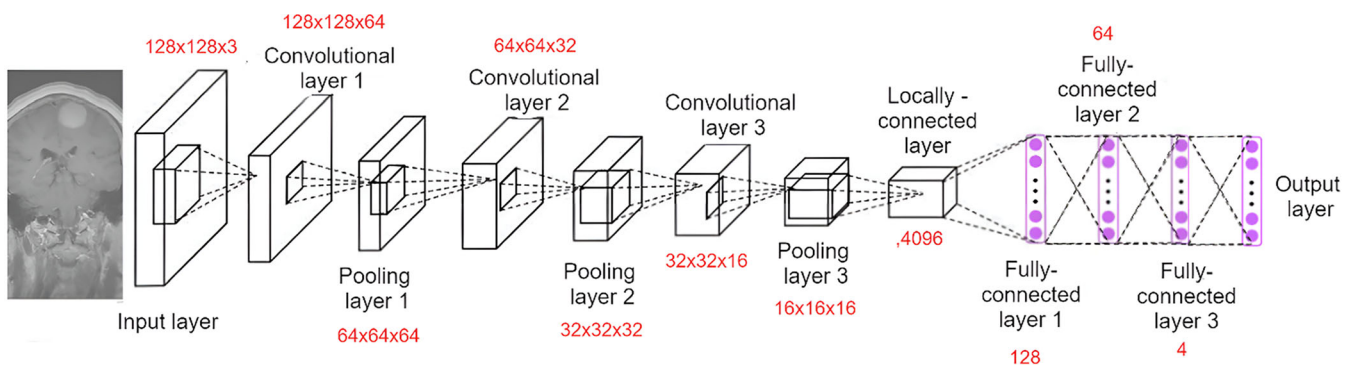 128x128x3
Input layer
128x128x64
Convolutional
layer 1
Pooling
layer 1
64x64x64
64x64x32
Convolutional
layer 2
Pooling
layer 2
32x32x32
Convolutional
layer 3
32x32x16
Pooling
layer 3
16x16x16
Locally -
connected
layer
,4096
Fully-
connected
layer 1
128
64
Fully-
connected
layer 2
Fully-
connected
layer 3
4
Output
layer